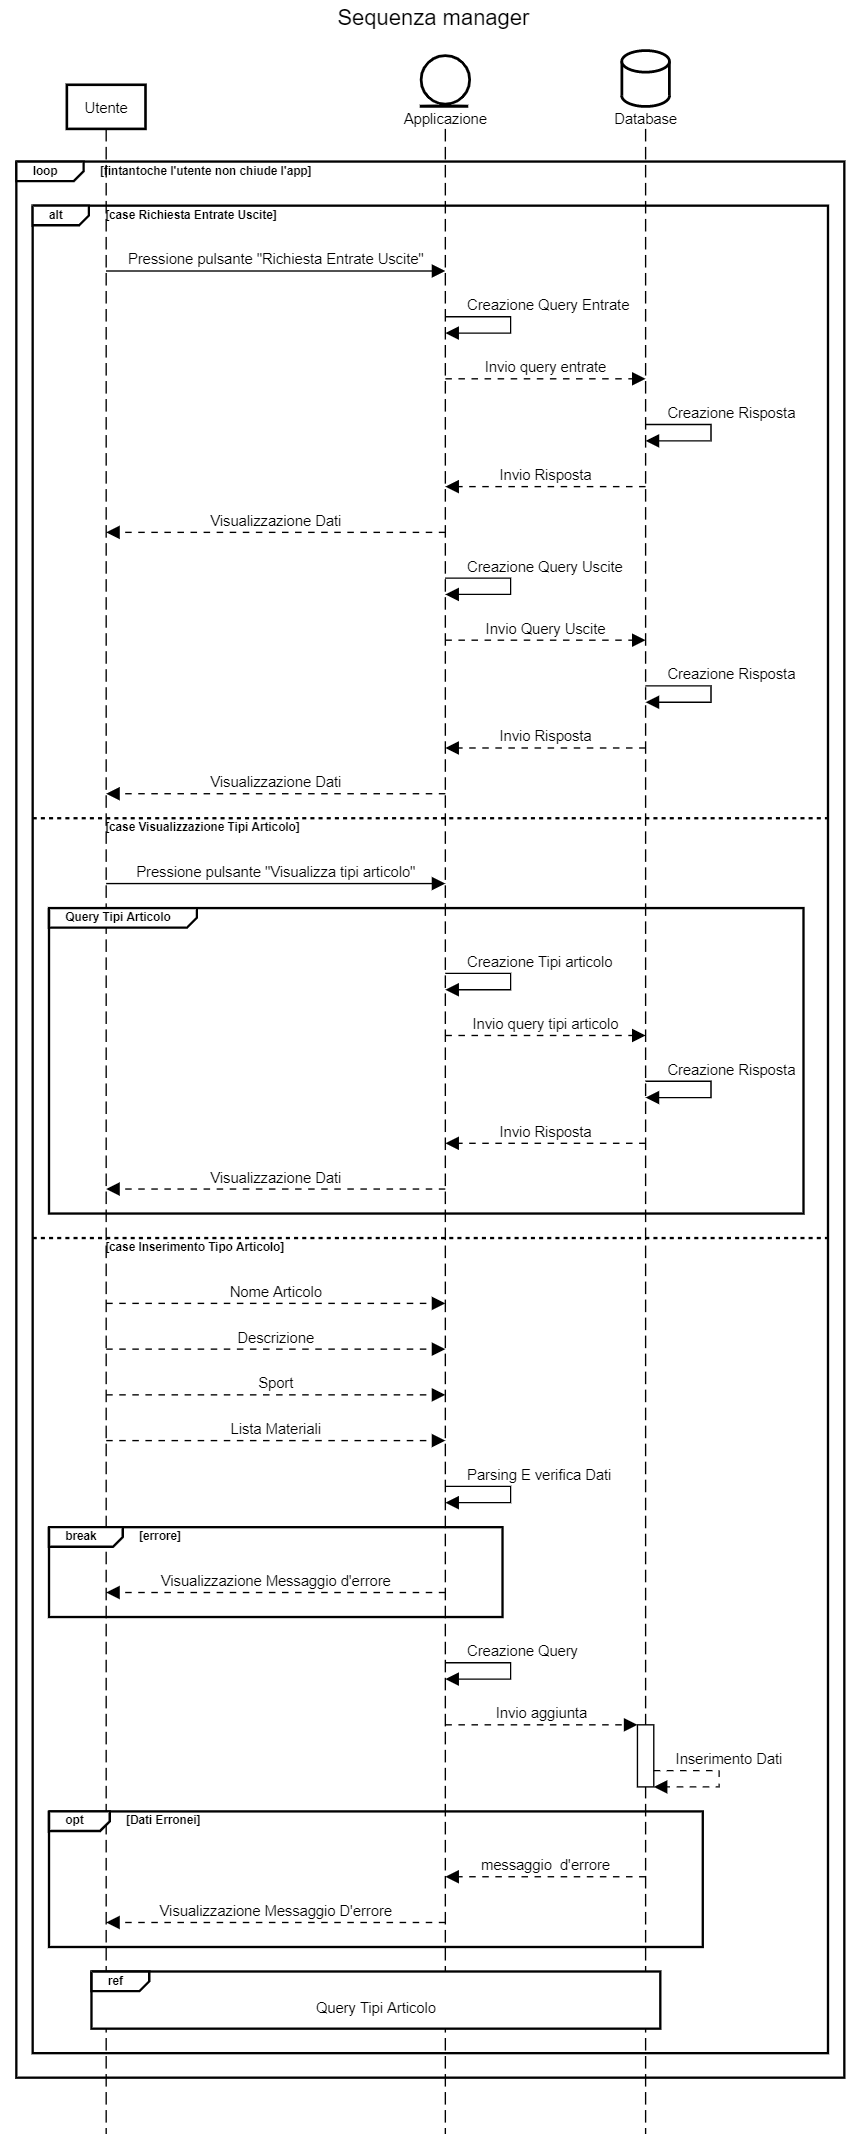 Sequenza manager
Utente
Applicazione
Database
loop
[fintantoche l'utente non chiude l'app]
alt
[case Richiesta Entrate Uscite]
Pressione pulsante "Richiesta Entrate Uscite"
Creazione Query Entrate
Invio query entrate
Creazione Risposta
Invio Risposta
Visualizzazione Dati
Creazione Query Uscite
Invio Query Uscite
Creazione Risposta
Invio Risposta
Visualizzazione Dati
[case Visualizzazione Tipi Articolo]
Pressione pulsante "Visualizza tipi articolo"
Query Tipi Articolo
Creazione Tipi articolo
Invio query tipi articolo
Creazione Risposta
Invio Risposta
Visualizzazione Dati
[case Inserimento Tipo Articolo]
Nome Articolo
Descrizione
Sport
Lista Materiali
Parsing E verifica Dati
break
[errore]
Visualizzazione Messaggio d'errore
Creazione Query
Invio aggiunta
Inserimento Dati
opt
[Dati Erronei]
messaggio  d'errore
Visualizzazione Messaggio D'errore
ref
Query Tipi Articolo